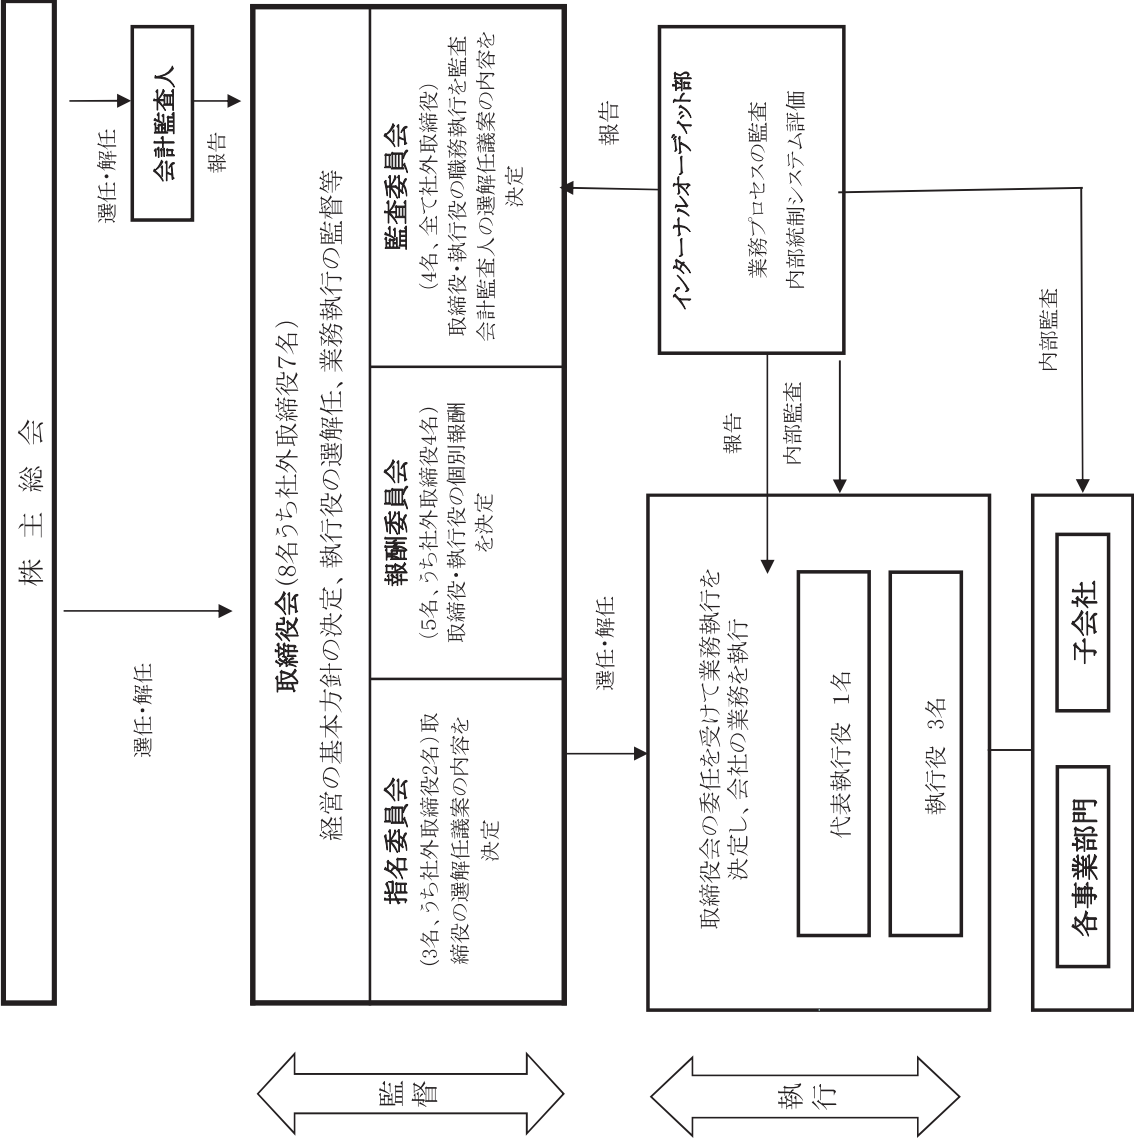 株主総会
選任・解任
選任・解任
会計監査人
報告
取締役会(8名うち社外取締役7名)
経営の基本方針の決定、執行役の選解任、業務執行の監督等
指名委員会
(3名、うち社外取締役2名)取
締役の選解任議案の内容を
決定
報酬委員会
(5名、うち社外取締役4名)
取締役・執行役の個別報酬
を決定
監査委員会
(4名、全て社外取締役)
取締役・執行役の職務執行を監査
会計監査人の選解任議案の内容を
決定
監督
選任・解任
報告
インターナルオーディット部
業務プロセスの監査
内部統制システム評価
報告
内部監査
内部監査
取締役会の委任を受けて業務執行を
決定し、会社の業務を執行
代表執行役 1名
執行役 3名
執行
各事業部門
子会社